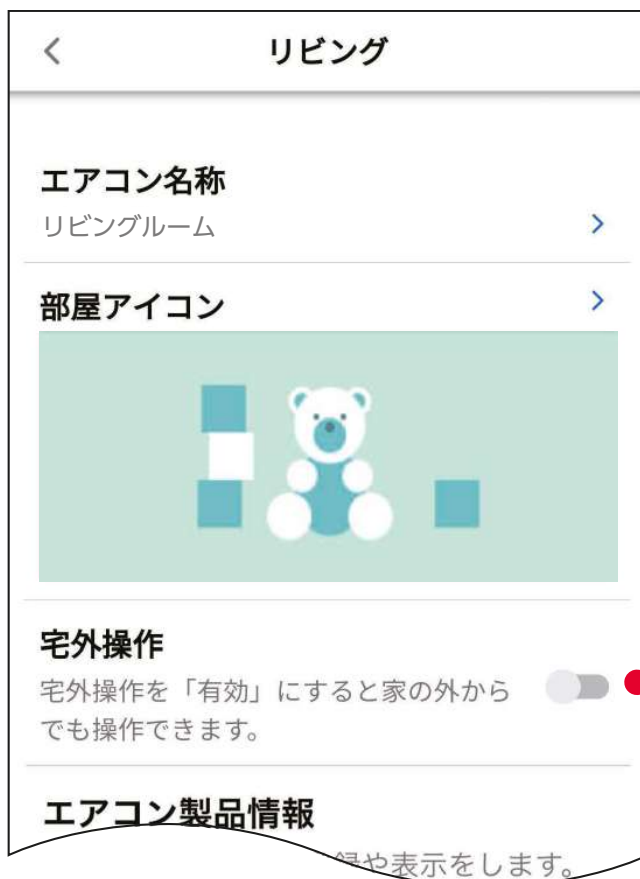 リビング
エアコン名称
リビングルーム
部屋アイコン
宅外操作
宅外操作を「有効」にすると家の外から
でも操作できます。
エアコン製品情報
録や表示をします。